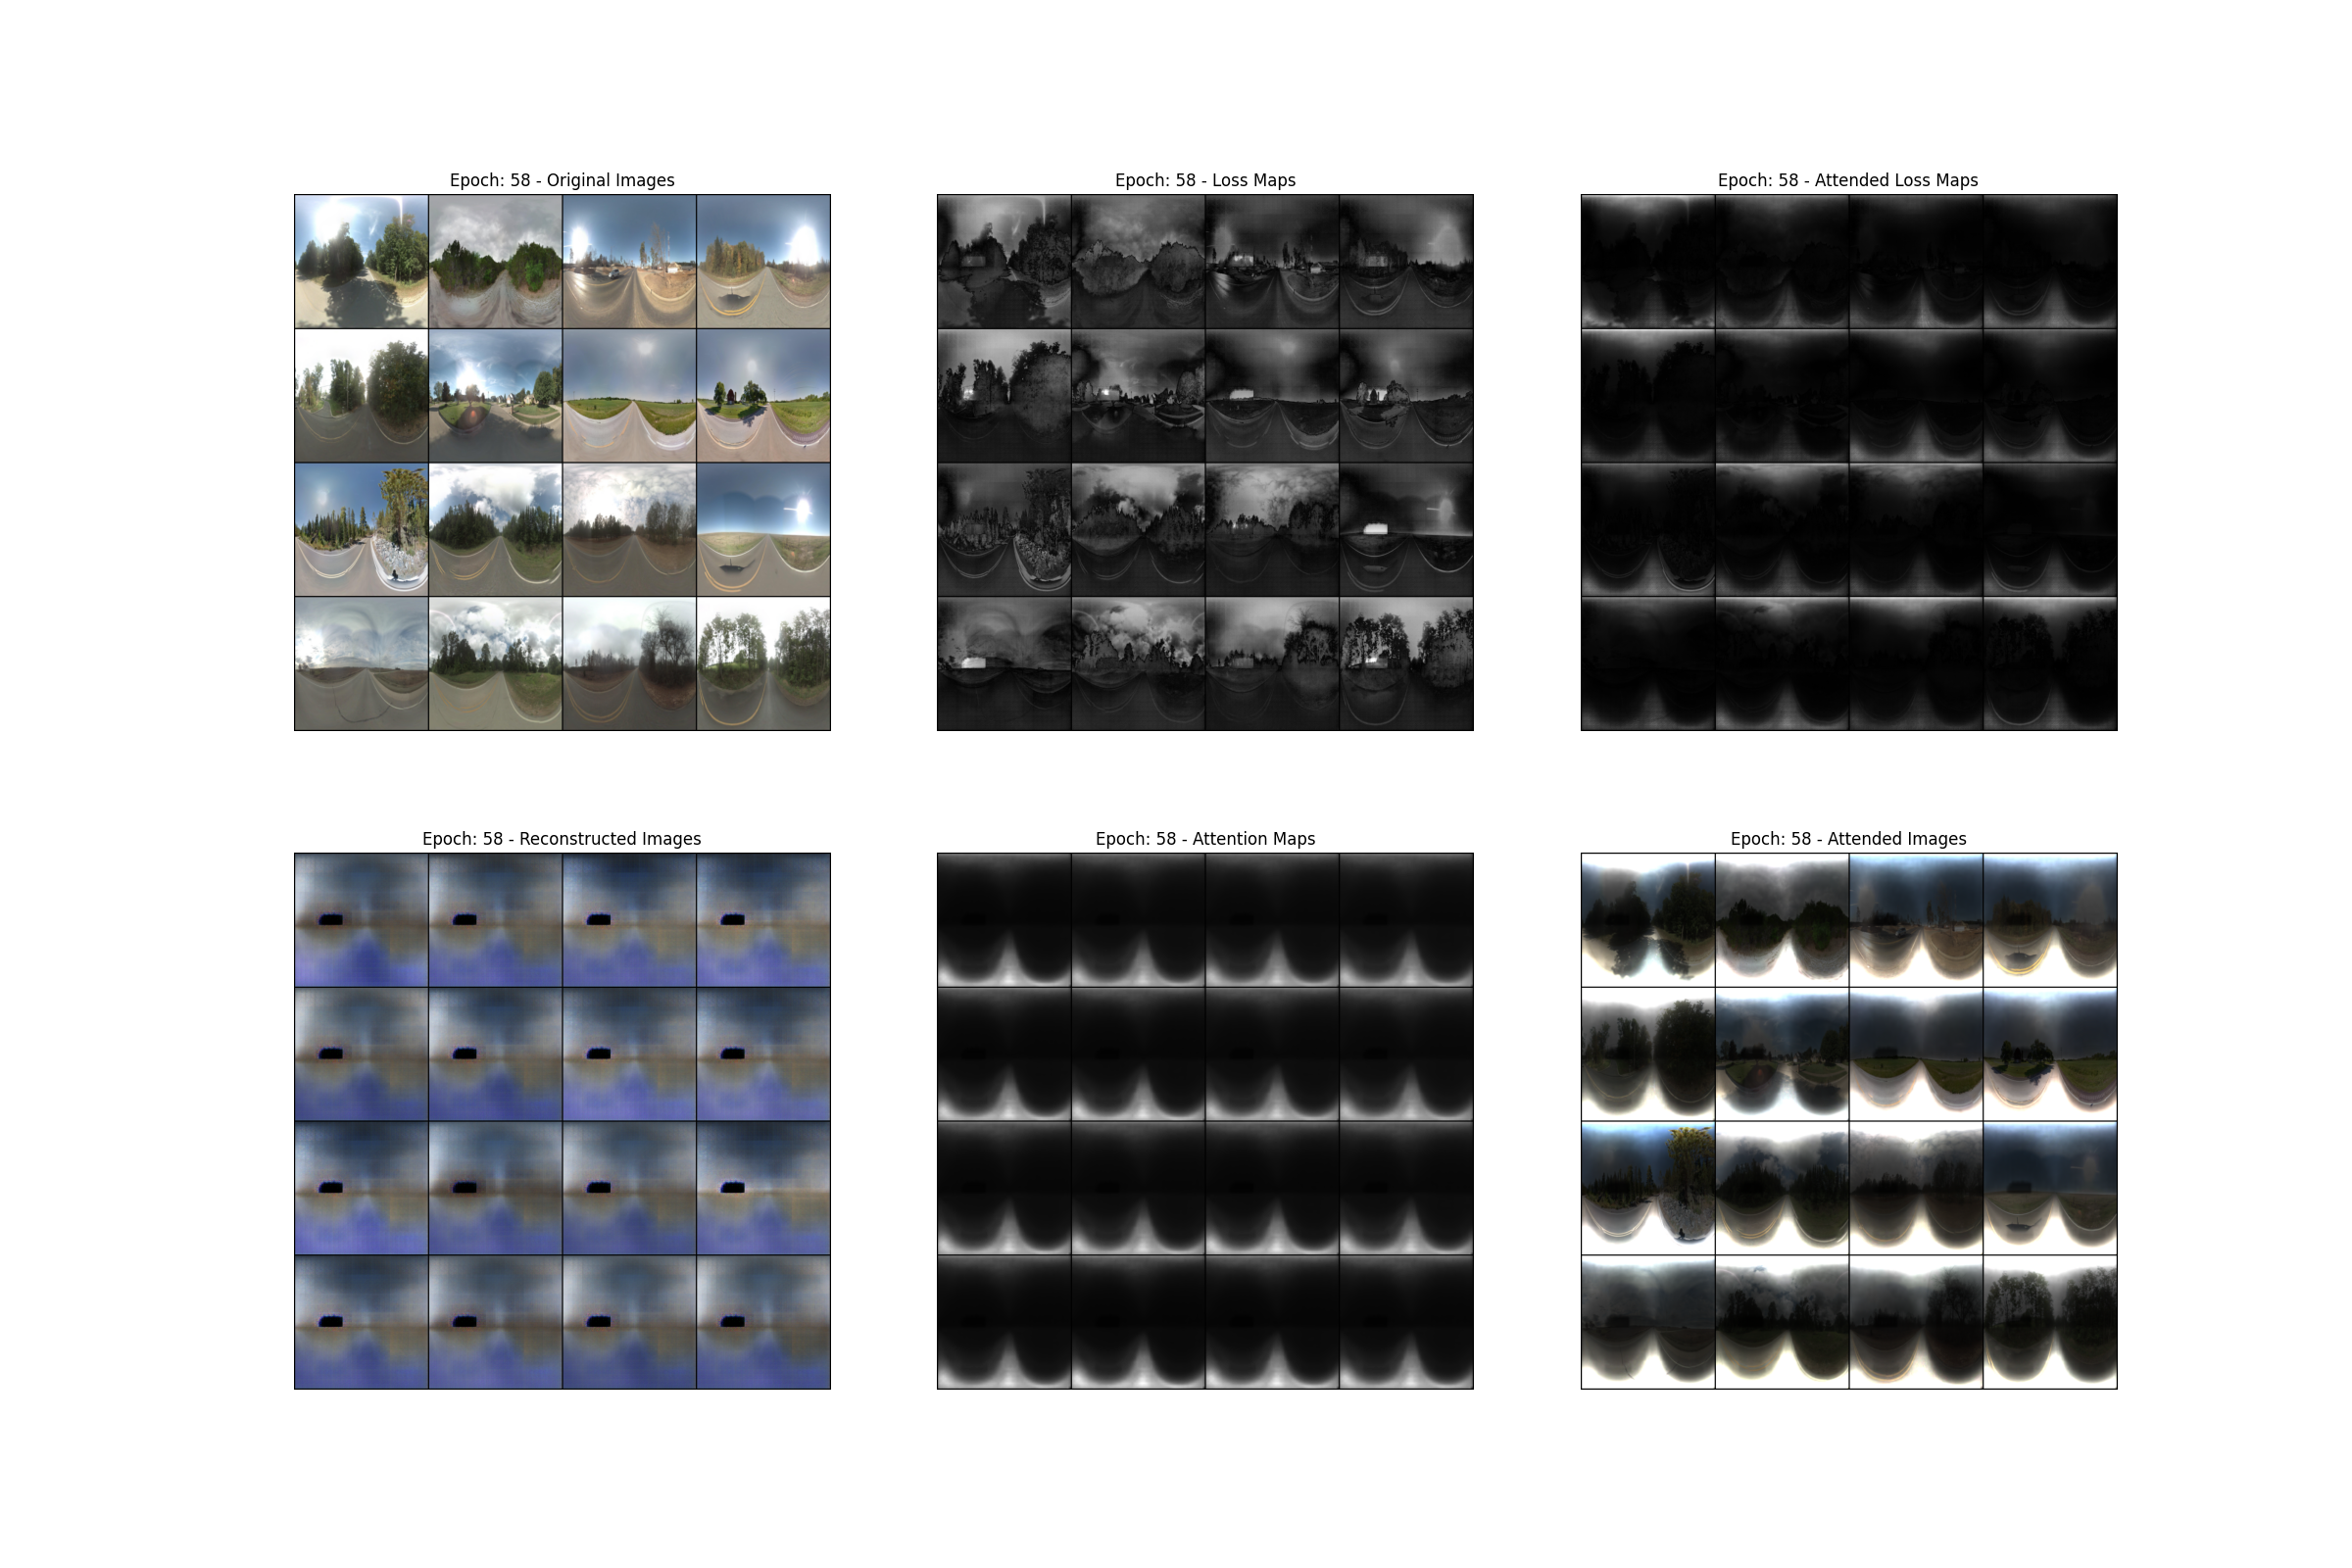 Epoch: 58 - Original Images
Epoch: 58 - Loss Maps
Epoch: 58 - Attended Loss Maps
Epoch: 58 - Reconstructed Images
Epoch: 58 - Attention Maps
Epoch: 58 - Attended Images